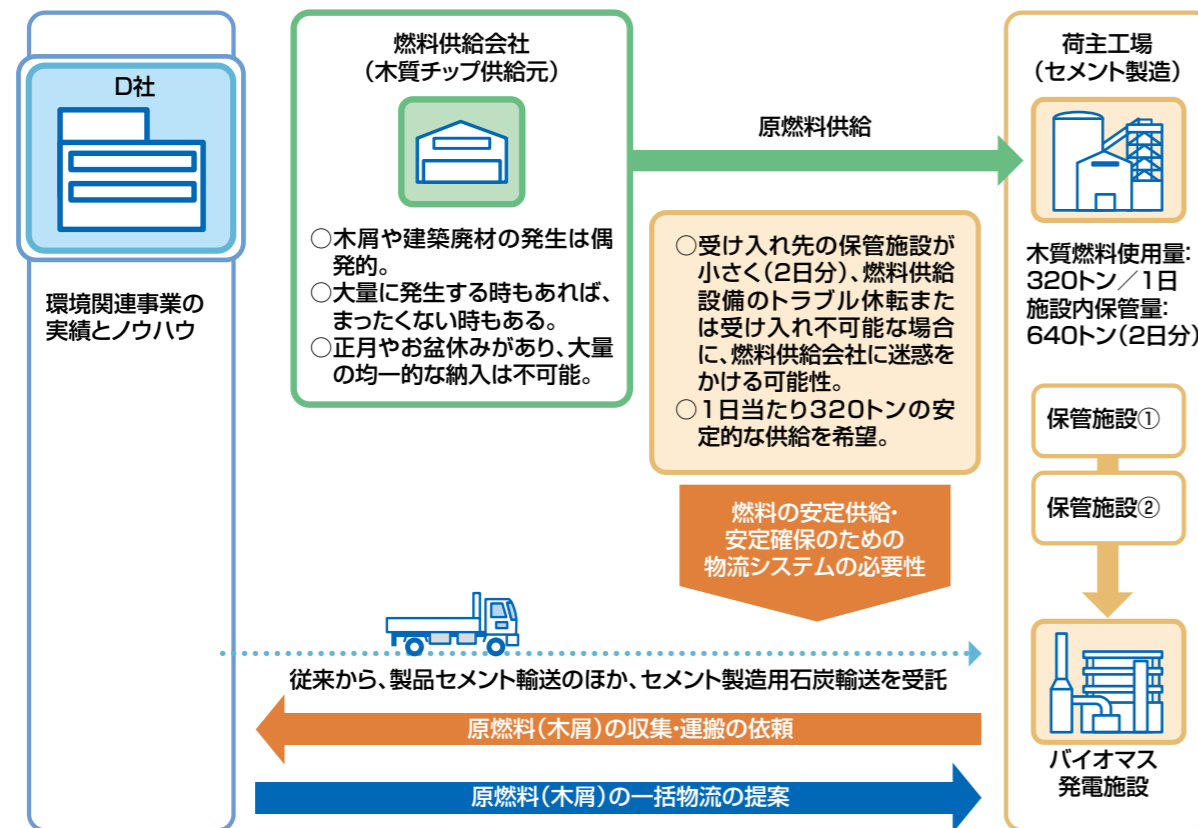 D社
環境関連事業の
実績とノウハウ
燃料供給会社
(木質チップ供給元)
○木屑や建築廃材の発生は偶
発的。
○大量に発生する時もあれば、
まったくない時もある。
○正月やお盆休みがあり、大量
の均一的な納入は不可能。
原燃料供給
○受け入れ先の保管施設が
小さく(2日分)、燃料供給
設備のトラブル休転また
は受け入れ不可能な場合
に、燃料供給会社に迷惑を
かける可能性。
○1日当たり320トンの安
定的な供給を希望。
燃料の安定供給・
安定確保のための
物流システムの必要性
荷主工場
(セメント製造)
木質燃料使用量:
320トン/1日
施設内保管量:
640トン(2日分)
保管施設①
保管施設②
バイオマス
発電施設
従来から、製品セメント輸送のほか、セメント製造用石炭輸送を受託
原燃料(木屑)の収集・運搬の依頼
原燃料(木屑)の一括物流の提案